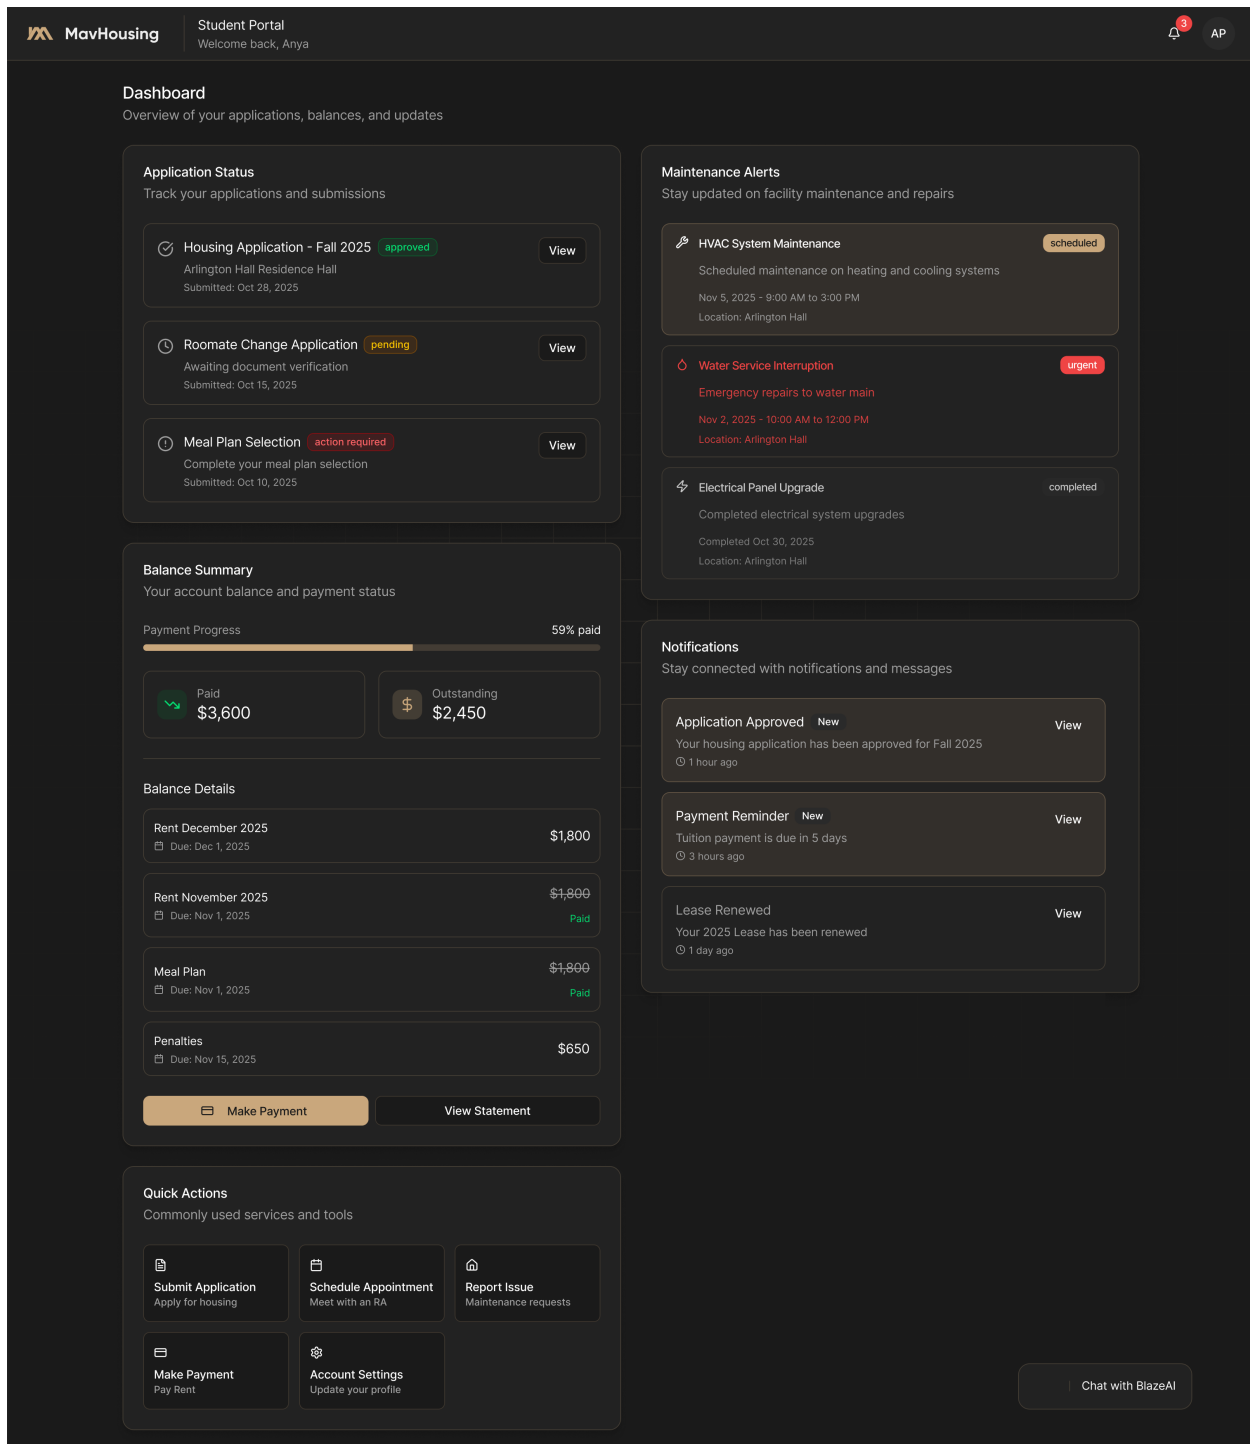 MavHousing
Student Portal
Welcome back, Anya
3
AP
Dashboard
Overview of your applications, balances, and updates
Application Status
Track your applications and submissions
Housing Application - Fall 2025 approved
View
Arlington Hall Residence Hall
Submitted: Oct 28, 2025
Roomate Change Application pending
View
Awaiting document verification
Submitted: Oct 15, 2025
Meal Plan Selection action required
View
Complete your meal plan selection
Submitted: Oct 10, 2025
Balance Summary
Your account balance and payment status
Payment Progress
59% paid
Paid
$3,600
Outstanding
$2,450
Balance Details
Rent December 2025
Due: Dec 1, 2025
$1,800
Rent November 2025
Due: Nov 1, 2025
$1,800
Paid
Meal Plan
Due: Nov 1, 2025
$1,800
Paid
Penalties
Due: Nov 15, 2025
$650
Make Payment
View Statement
Quick Actions
Commonly used services and tools
Submit Application
Apply for housing
Schedule Appointment
Meet with an RA
Report Issue
Maintenance requests
Make Payment
Pay Rent
Account Settings
Update your profile
Maintenance Alerts
Stay updated on facility maintenance and repairs
HVAC System Maintenance
scheduled
Scheduled maintenance on heating and cooling systems
Nov 5, 2025 - 9:00 AM to 3:00 PM
Location: Arlington Hall
Water Service Interruption
urgent
Emergency repairs to water main
Nov 2, 2025 - 10:00 AM to 12:00 PM
Location: Arlington Hall
Electrical Panel Upgrade
completed
Completed electrical system upgrades
Completed Oct 30, 2025
Location: Arlington Hall
Notifications
Stay connected with notifications and messages
Application Approved New
View
Your housing application has been approved for Fall 2025
1 hour ago
Payment Reminder New
View
Tuition payment is due in 5 days
3 hours ago
Lease Renewed
View
Your 2025 Lease has been renewed
1 day ago
Chat with BlazeAI